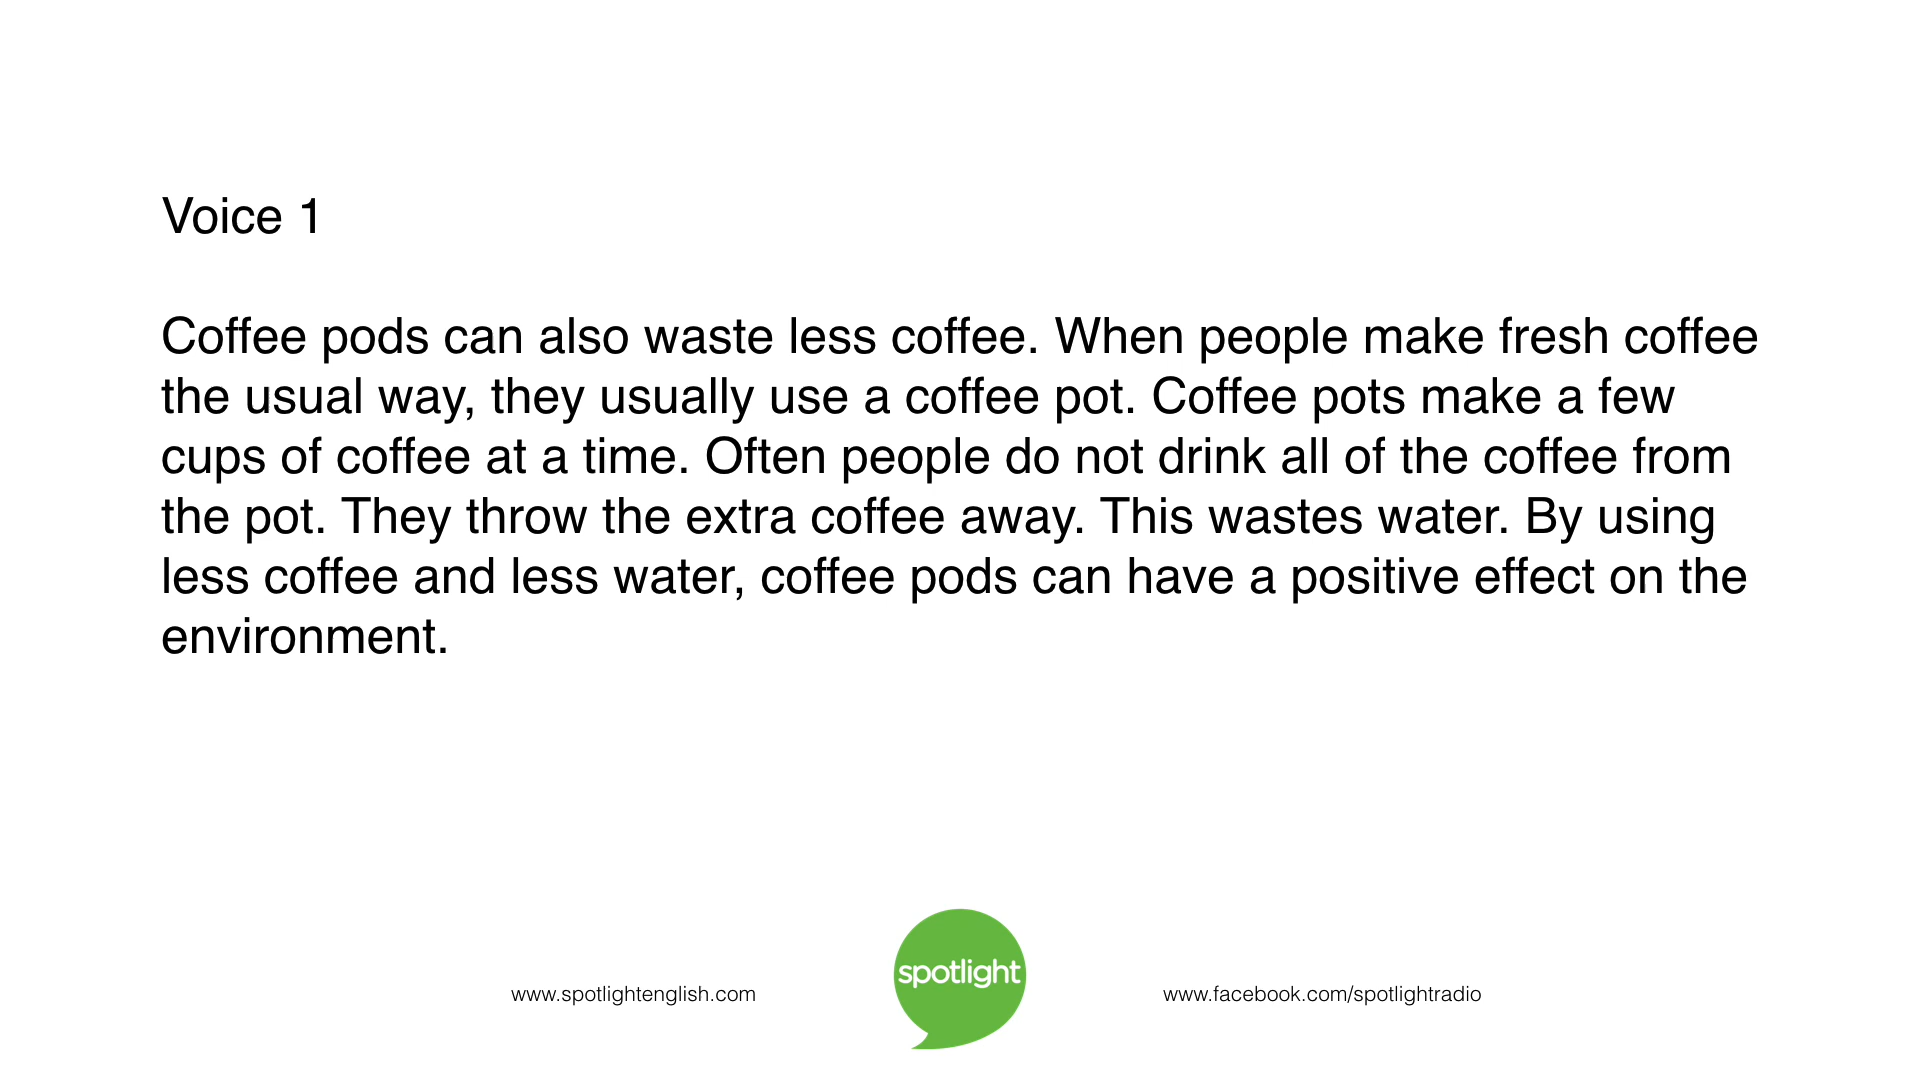 Voice 1
Coffee pods can also waste less coffee. When people make fresh coffee
the usual way, they usually use a coffee pot. Coffee pots make a few
cups of coffee at a time. Often people do not drink all of the coffee from
the pot. They throw the extra coffee away. This wastes water. By using
less coffee and less water, coffee pods can have a positive effect on the
environment.
spotlight
www.spotlightenglish.com
www.facebook.com/spotlightradio